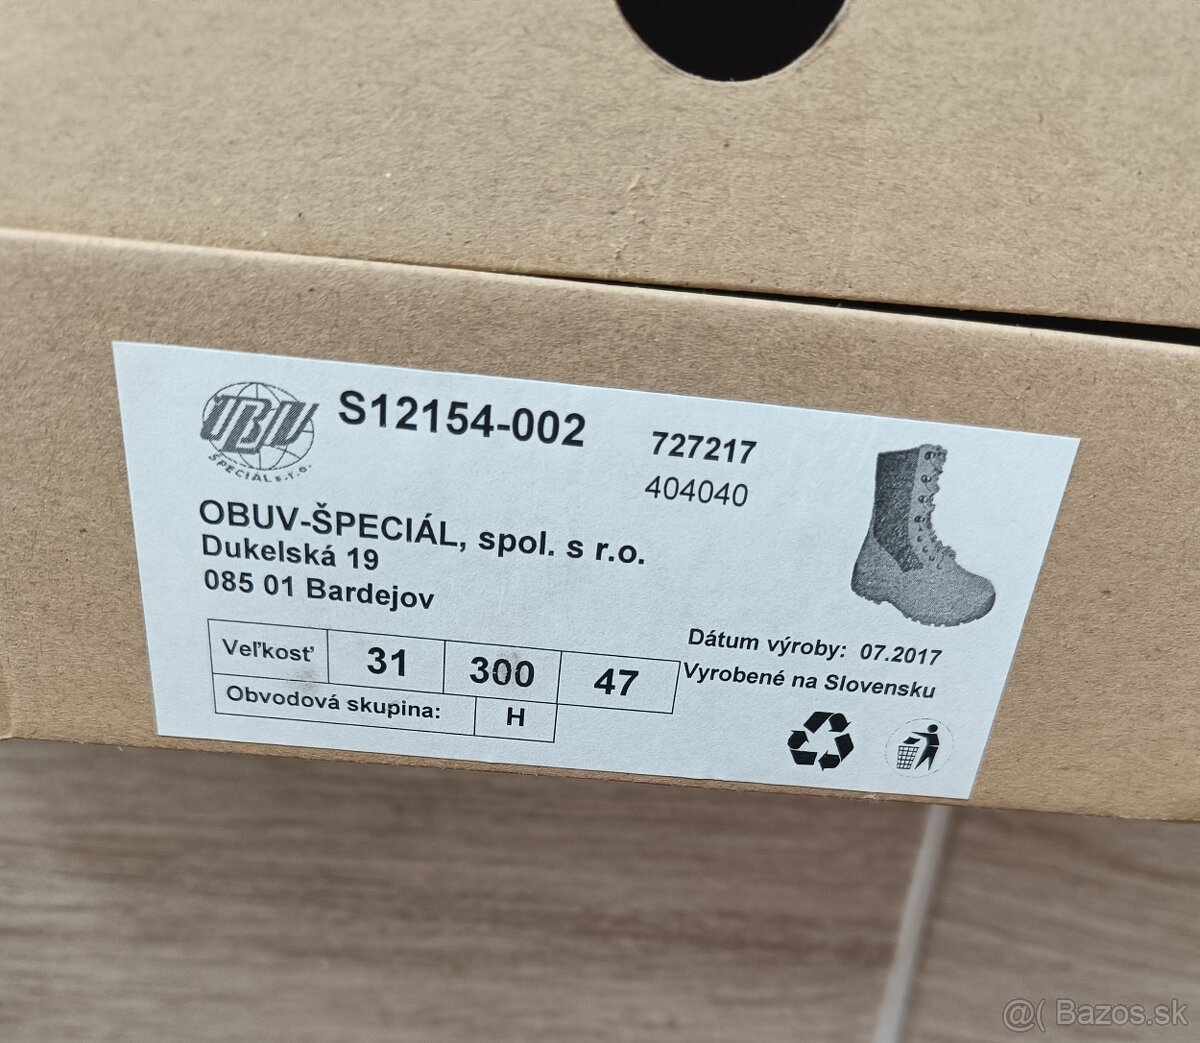 OBUV
ŠPECIÁL s.r.o.
S12154-002
727217
404040
OBUV-ŠPECIÁL, spol. s r.o.
Dukelská 19
085 01 Bardejov
Veľkosť 31 300 47
Obvodová skupina: H
Dátum výroby: 07.2017
Vyrobené na Slovensku
@( Bazos.sk